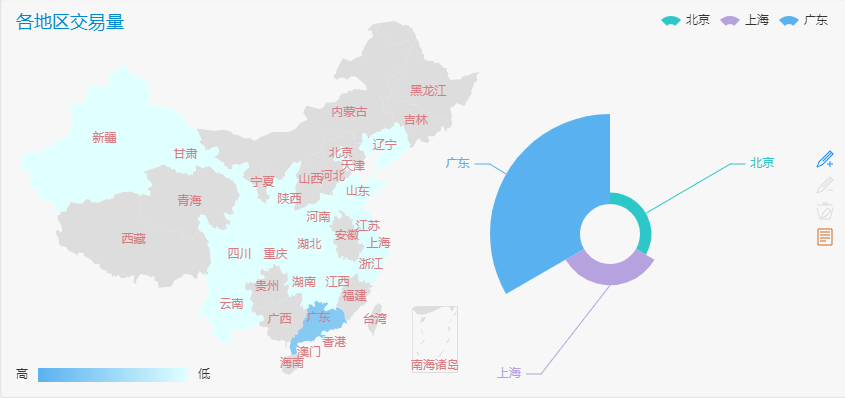 各地区交易量
北京
上海
广东
黑龙江
内蒙古
吉林
新疆
辽宁
甘肃
北京
天津
宁夏
山西
河北
山东
青海
陕西
河南
江苏
西藏
安徽
上海
湖北
四川
重庆
浙江
湖南
江西
贵州
福建
云南
广西
广东
台湾
香港
澳门
海南
南海诸岛
高
低
广东
北京
上海